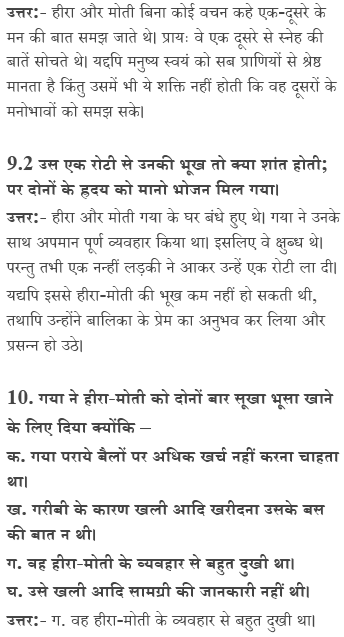 उत्तर:- हीरा और मोती बिना कोई वचन कहे एक-दूसरे के
मन की बात समझ जाते थे। प्रायः वे एक दूसरे से स्नेह की
बातें सोचते थे। यद्दपि मनुष्य स्वयं को सब प्राणियों से श्रेष्ठ
मानता है किंतु उसमें भी ये शक्ति नहीं होती कि वह दूसरों के
मनोभावों को समझ सके।
9.2 उस एक रोटी से उनकी भूख तो क्या शांत होती;
पर दोनों के ह्रदय को मानो भोजन मिल गया।
उत्तर:- हीरा और मोती गया के घर बंधे हुए थे। गया ने उनके
साथ अपमान पूर्ण व्यवहार किया था। इसलिए वे क्षुब्ध थे।
परन्तु तभी एक नन्हीं लड़की ने आकर उन्हें एक रोटी ला दी।
यद्यपि इससे हीरा-मोती की भूख कम नहीं हो सकती थी,
तथापि उन्होंने बालिका के प्रेम का अनुभव कर लिया और
प्रसन्न हो उठे।
10. गया ने हीरा-मोती को दोनों बार सूखा भूसा खाने
के लिए दिया क्योंकि –
क. गया पराये बैलों पर अधिक खर्च नहीं करना चाहता
था।
ख. गरीबी के कारण खली आदि खरीदना उसके बस
की बात न थी।
ग. वह हीरा-मोती के व्यवहार से बहुत दुखी था।
घ. उसे खली आदि सामग्री की जानकारी नहीं थी।
उत्तर:- ग. वह हीरा-मोती के व्यवहार से बहुत दुखी था।